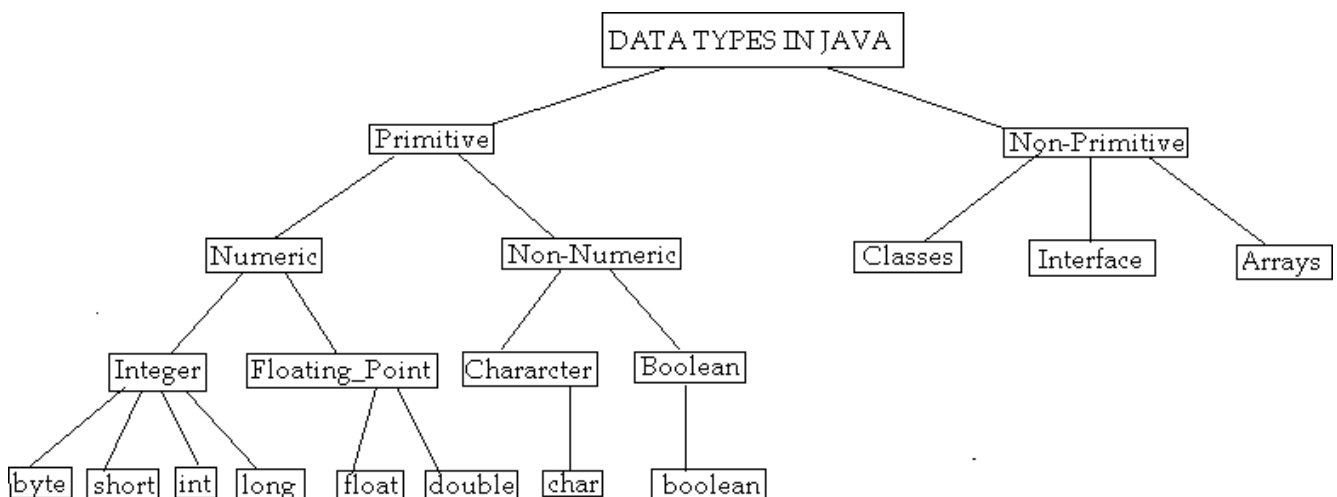 DATA TYPES IN JAVA
Primitive
Non-Primitive
Numeric
Non-Numeric
Classes
Interface
Arrays
Integer
Floating_Point
Chararcter
Boolean
byte
short
int
long
float
double
char
boolean